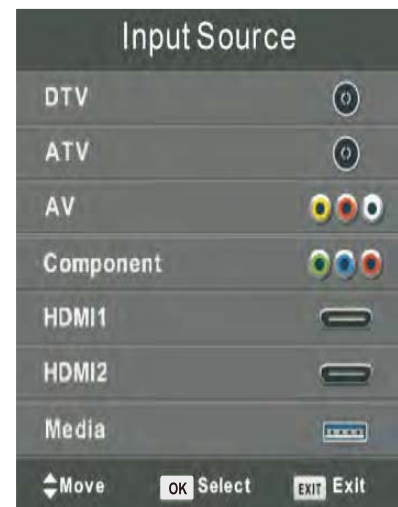 Input Source
DTV
ATV
AV
Component
HDMI1
HDMI2
Media
Move OK Select EXIT Exit